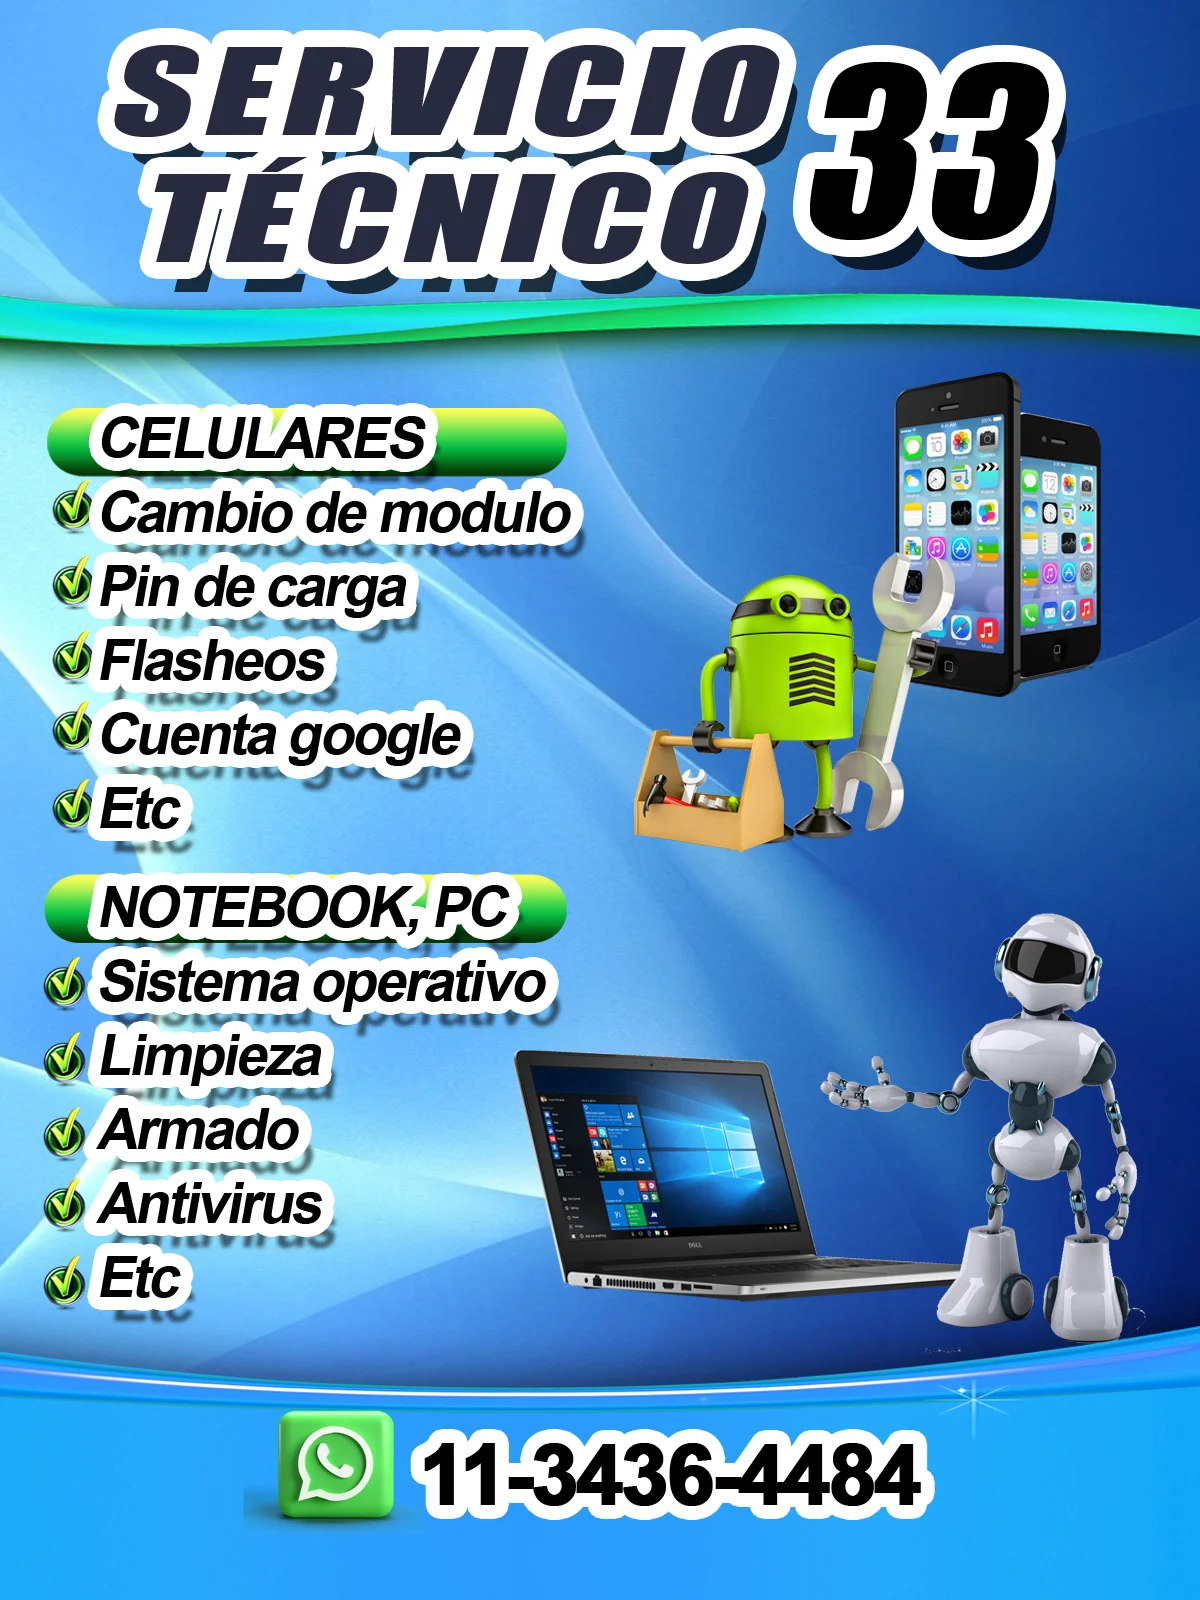 SERVICIO
TÉCNICO
33
CELULARES
Cambio de modulo
Pin de carga
Flasheos
Cuenta google
Etc
NOTEBOOK, PC
Sistema operativo
Limpieza
Armado
Antivirus
Etc
DELL
11-3436-4484